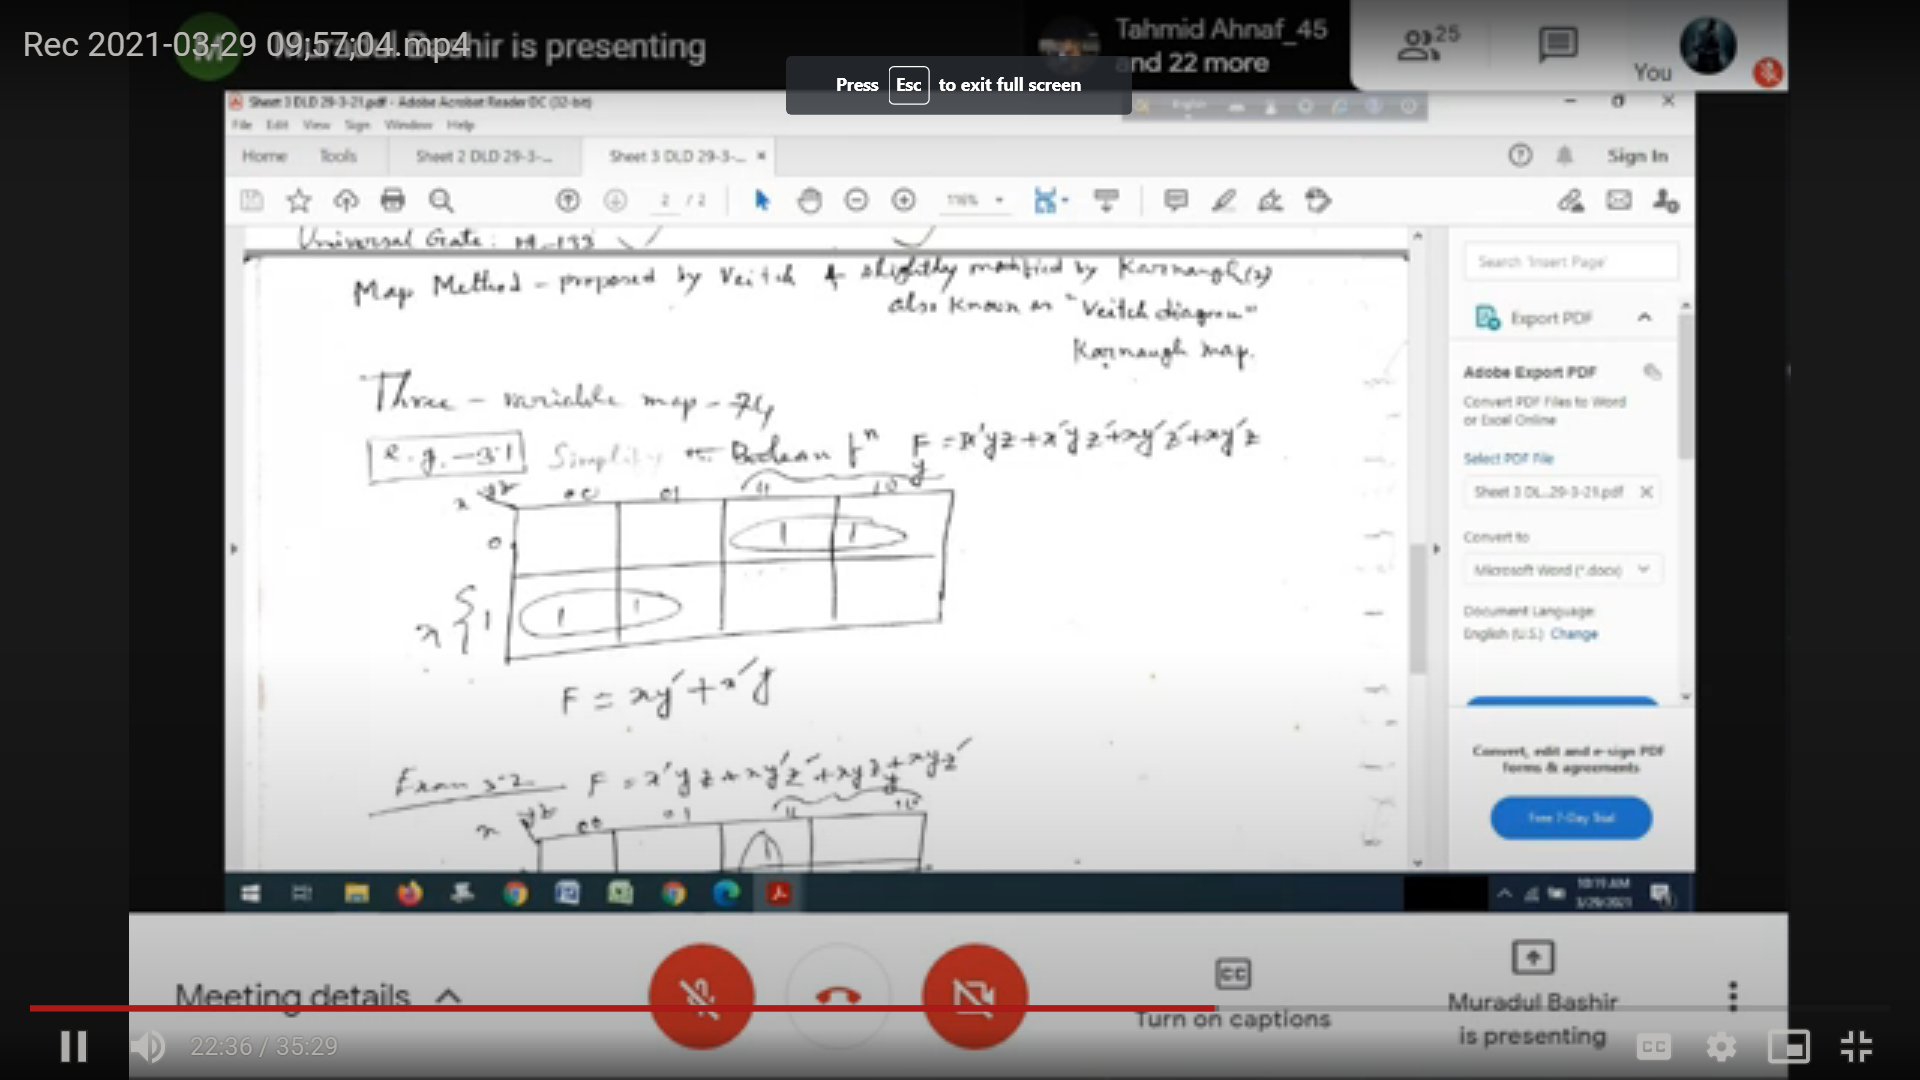 Rec 2021-03-29 09;57;04.mp4
Muradul Bashir is presenting
Tahmid Ahnaf_45
and 22 more
25
You
Press Esc to exit full screen
Sheet 3 DLD 29-3-21.pdf - Adobe Acrobat Reader DC (32-bit)
File Edit View Sign Window Help
Home Tools Sheet 2 DLD 29-3-... Sheet 3 DLD 29-3-... ×
Sign In
2 / 2
116%
Universal Gate:
Map Method - proposed by Veitch & slightly modified by Karnaugh
also known as "Veitch diagram"
Karnaugh map.
Three - variable map - 74
e.g. - 3.1 Simplify Boolean F = x'yz + x'yz' + xy'z' + xy'z
y
x yz 00 01 11 10
0 1 1
x { 1 1 1
F = xy' + x'y
Exam 3-2 F = x'yz + xy'z' + xyz + xyz'
y
x yz 00 01 11 10
1
Search 'Insert Page'
Export PDF
Adobe Export PDF
Convert PDF Files to Word
or Excel Online
Select PDF File
Sheet 3 DL...29-3-21.pdf ×
Convert to
Microsoft Word (*.docx)
Document Language:
English (U.S.) Change
Convert, edit and e-sign PDF
forms & agreements
Free 7-Day Trial
10:19 AM
3/29/2021
Meeting details
CC
Turn on captions
Muradul Bashir
is presenting
22:36 / 35:29
CC